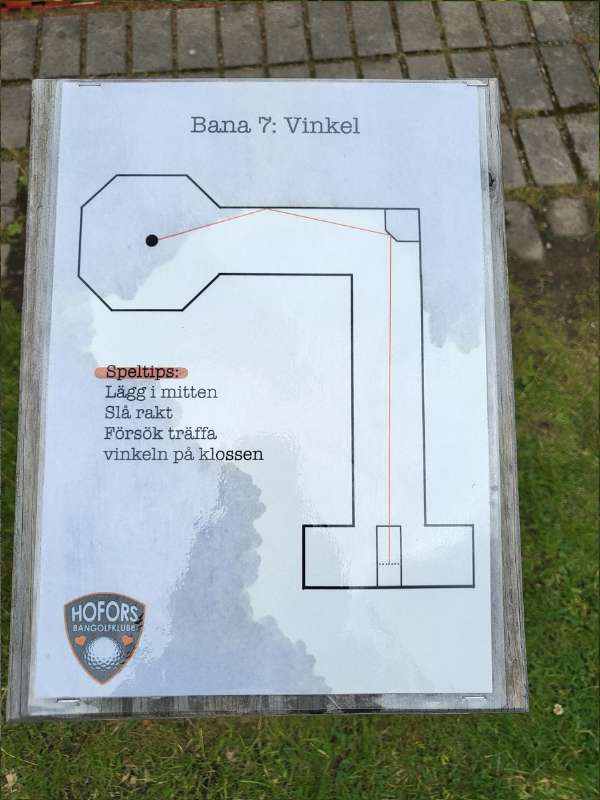 Bana 7: Vinkel
Speltips:
Lägg i mitten
Slå rakt
Försök träffa
vinkeln på klossen
HOFORS
BANGOLFKLUBB